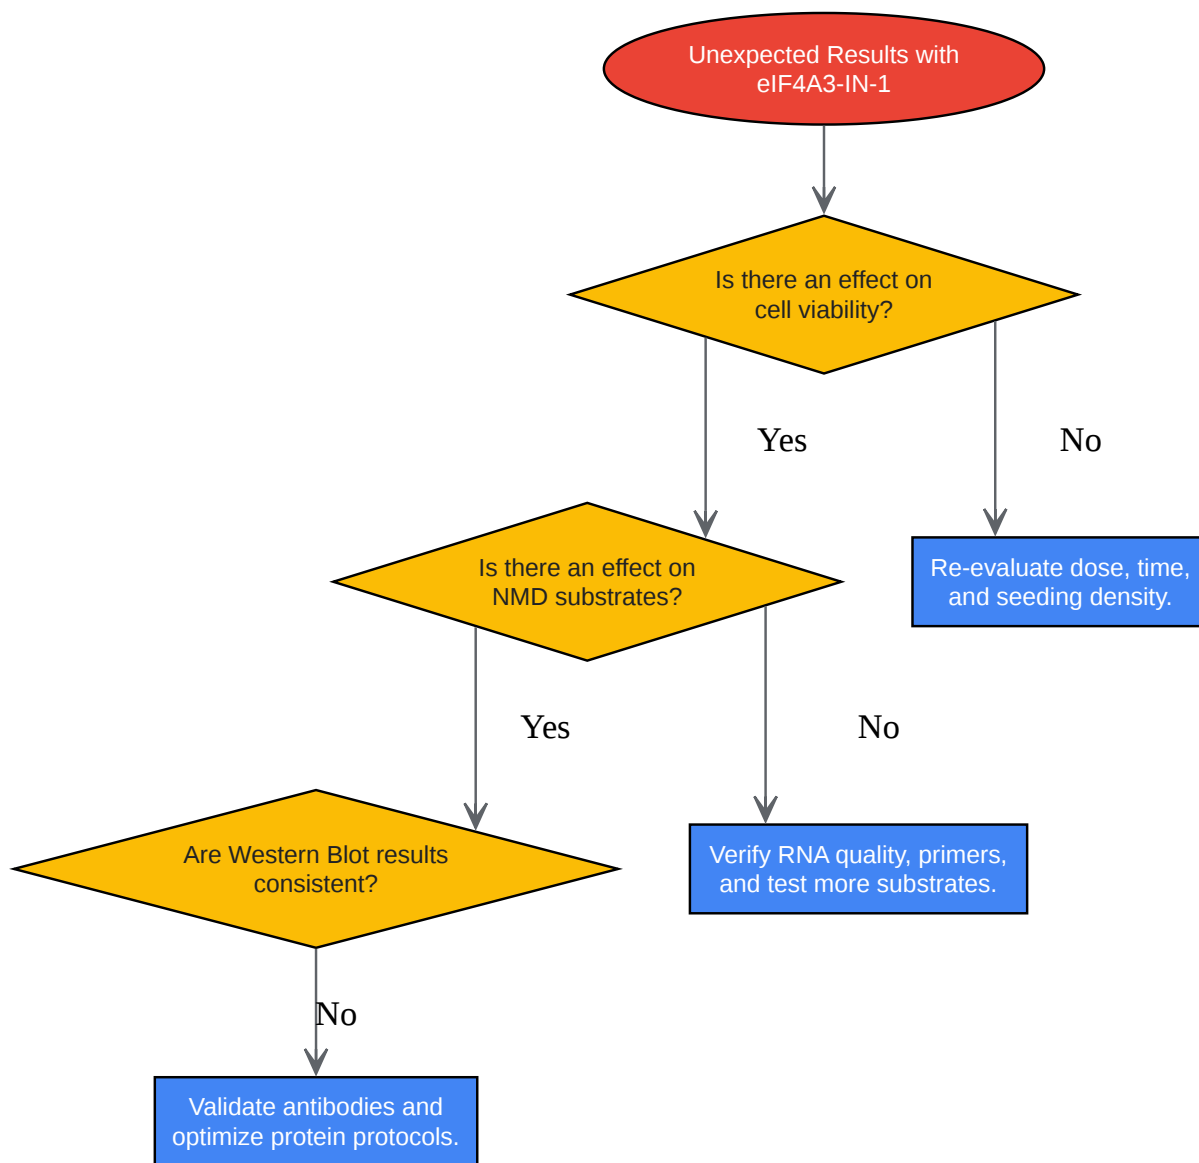 Unexpected Results with
eIF4A3-IN-1
Is there an effect on
cell viability?
Yes
No
Is there an effect on
NMD substrates?
Re-evaluate dose, time,
and seeding density.
Yes
No
Are Western Blot results
consistent?
Verify RNA quality, primers,
and test more substrates.
No
Validate antibodies and
optimize protein protocols.